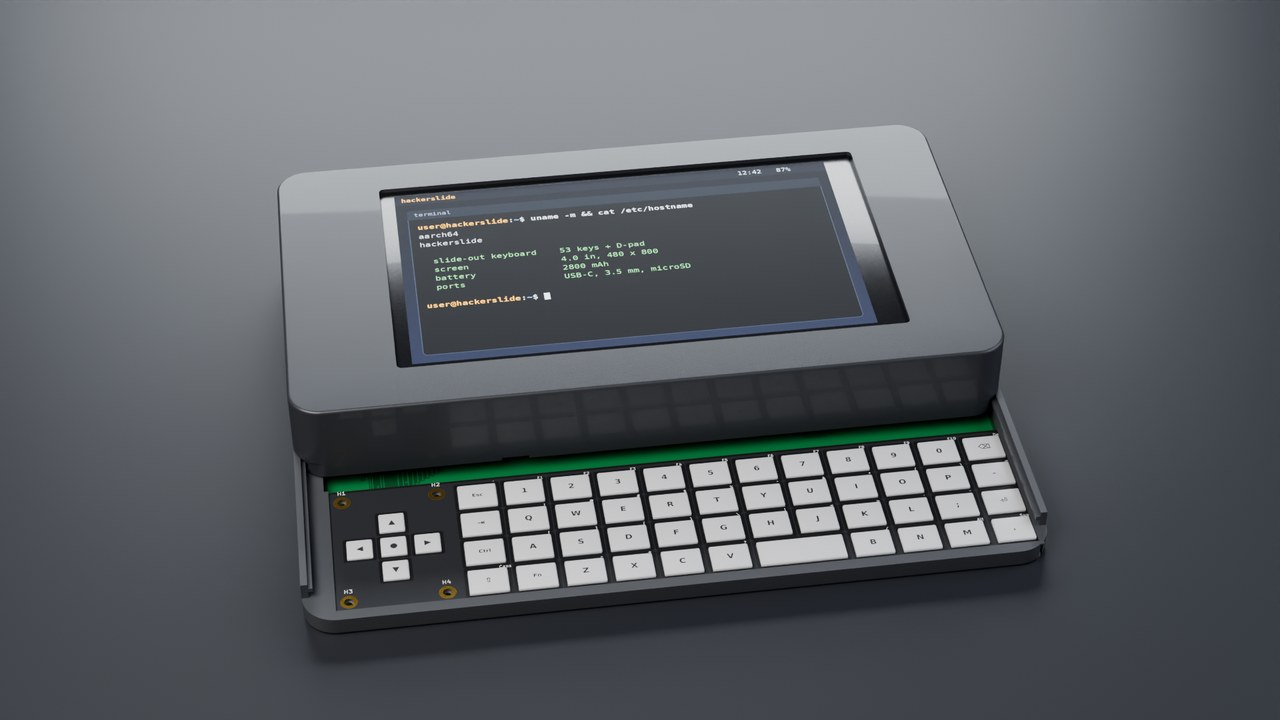 hackerslide
12:42 87%
terminal
user@hackerslide:~$ uname -m && cat /etc/hostname
aarch64
hackerslide
slide-out keyboard 53 keys + D-pad
screen 4.0 in, 480 x 800
battery 2800 mAh
ports USB-C, 3.5 mm, microSD
user@hackerslide:~$
H1 H2
Esc 1 2 3 4 5 6 7 8 9 0
Q W E R T Y U I O P
Ctrl A S D F G H J K L ;
Fn Z X C V B N M
H3 H4